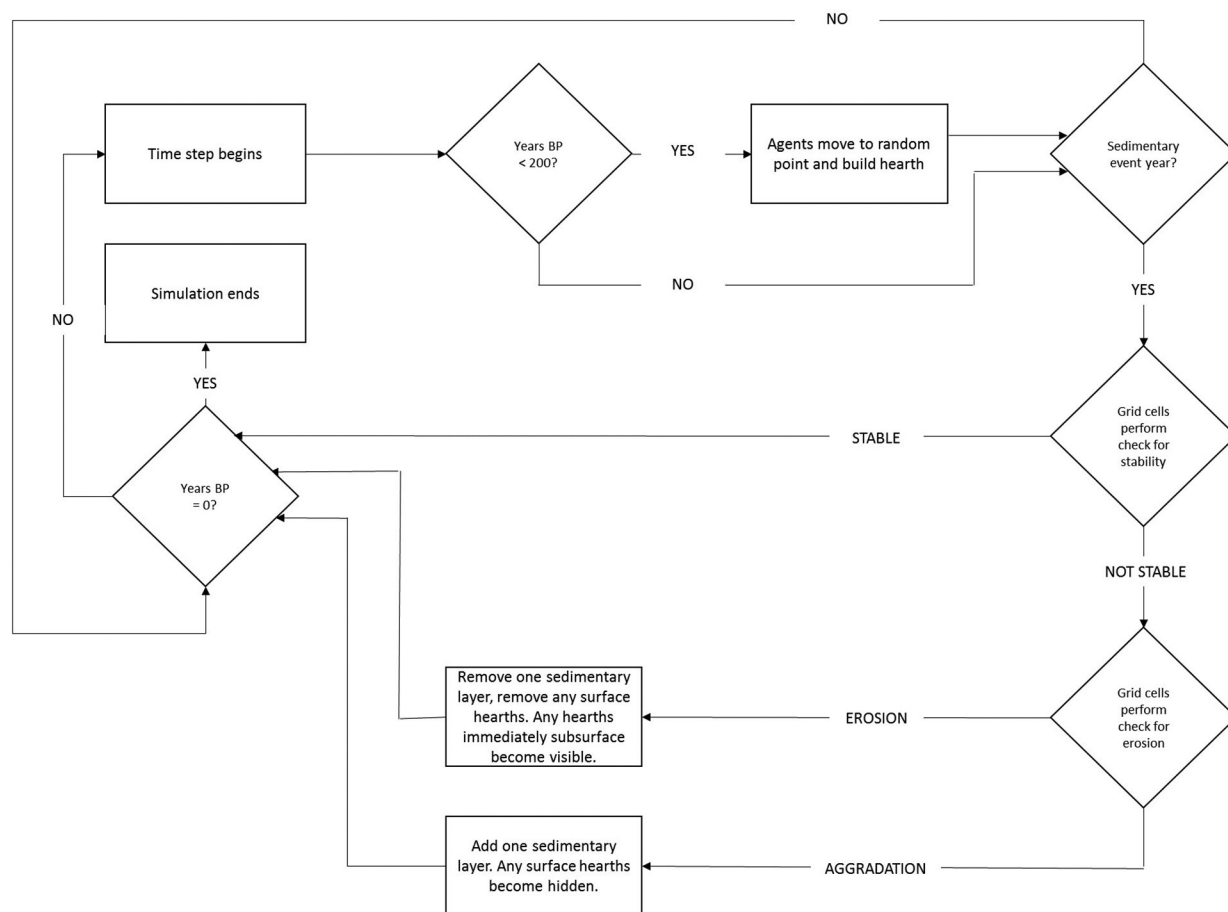 NO
Time step begins
Years BP
< 200?
YES
Agents move to random
point and build hearth
Sedimentary
event year?
NO
YES
Simulation ends
NO
YES
Years BP
= 0?
STABLE
Grid cells
perform
check for
stability
NOT STABLE
Remove one sedimentary
layer, remove any surface
hearths. Any hearths
immediately subsurface
become visible.
EROSION
Grid cells
perform
check for
erosion
Add one sedimentary
layer. Any surface hearths
become hidden.
AGGRADATION